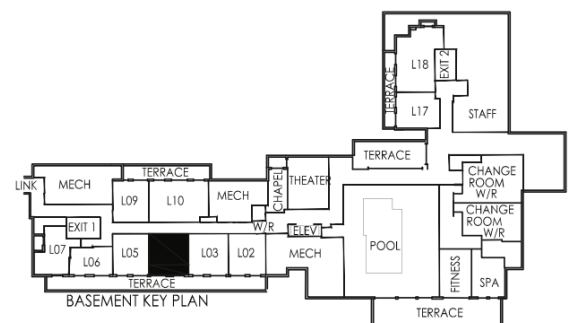 L18
EXIT 2
TERRACE
L17
STAFF
TERRACE
TERRACE
LINK
MECH
L09
L10
MECH
CHAPEL
THEATER
CHANGE
ROOM
W/R
CHANGE
ROOM
W/R
EXIT 1
W/R
ELEV.
L07
L06
L05
L03
L02
MECH
POOL
FITNESS
SPA
TERRACE
TERRACE
BASEMENT KEY PLAN